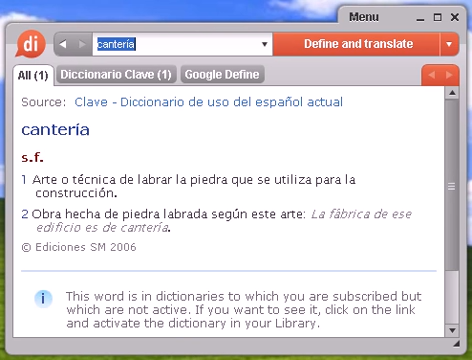 Menu
di
cantería
Define and translate
All (1)
Diccionario Clave (1)
Google Define
Source: Clave - Diccionario de uso del español actual
cantería
s.f.
1 Arte o técnica de labrar la piedra que se utiliza para la
construcción.
2 Obra hecha de piedra labrada según este arte: La fábrica de ese
edificio es de cantería.
© Ediciones SM 2006
i
This word is in dictionaries to which you are subscribed but
which are not active. If you want to see it, click on the link
and activate the dictionary in your Library.